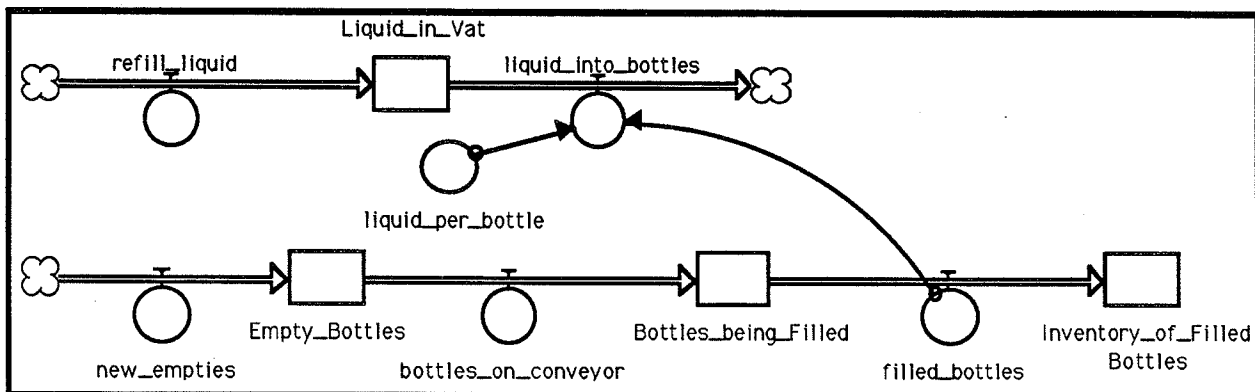 Liquid_in_Vat
refill_liquid
liquid_into_bottles
liquid_per_bottle
Empty_Bottles
Bottles_being_Filled
Inventory_of_Filled
Bottles
new_empties
bottles_on_conveyor
filled_bottles